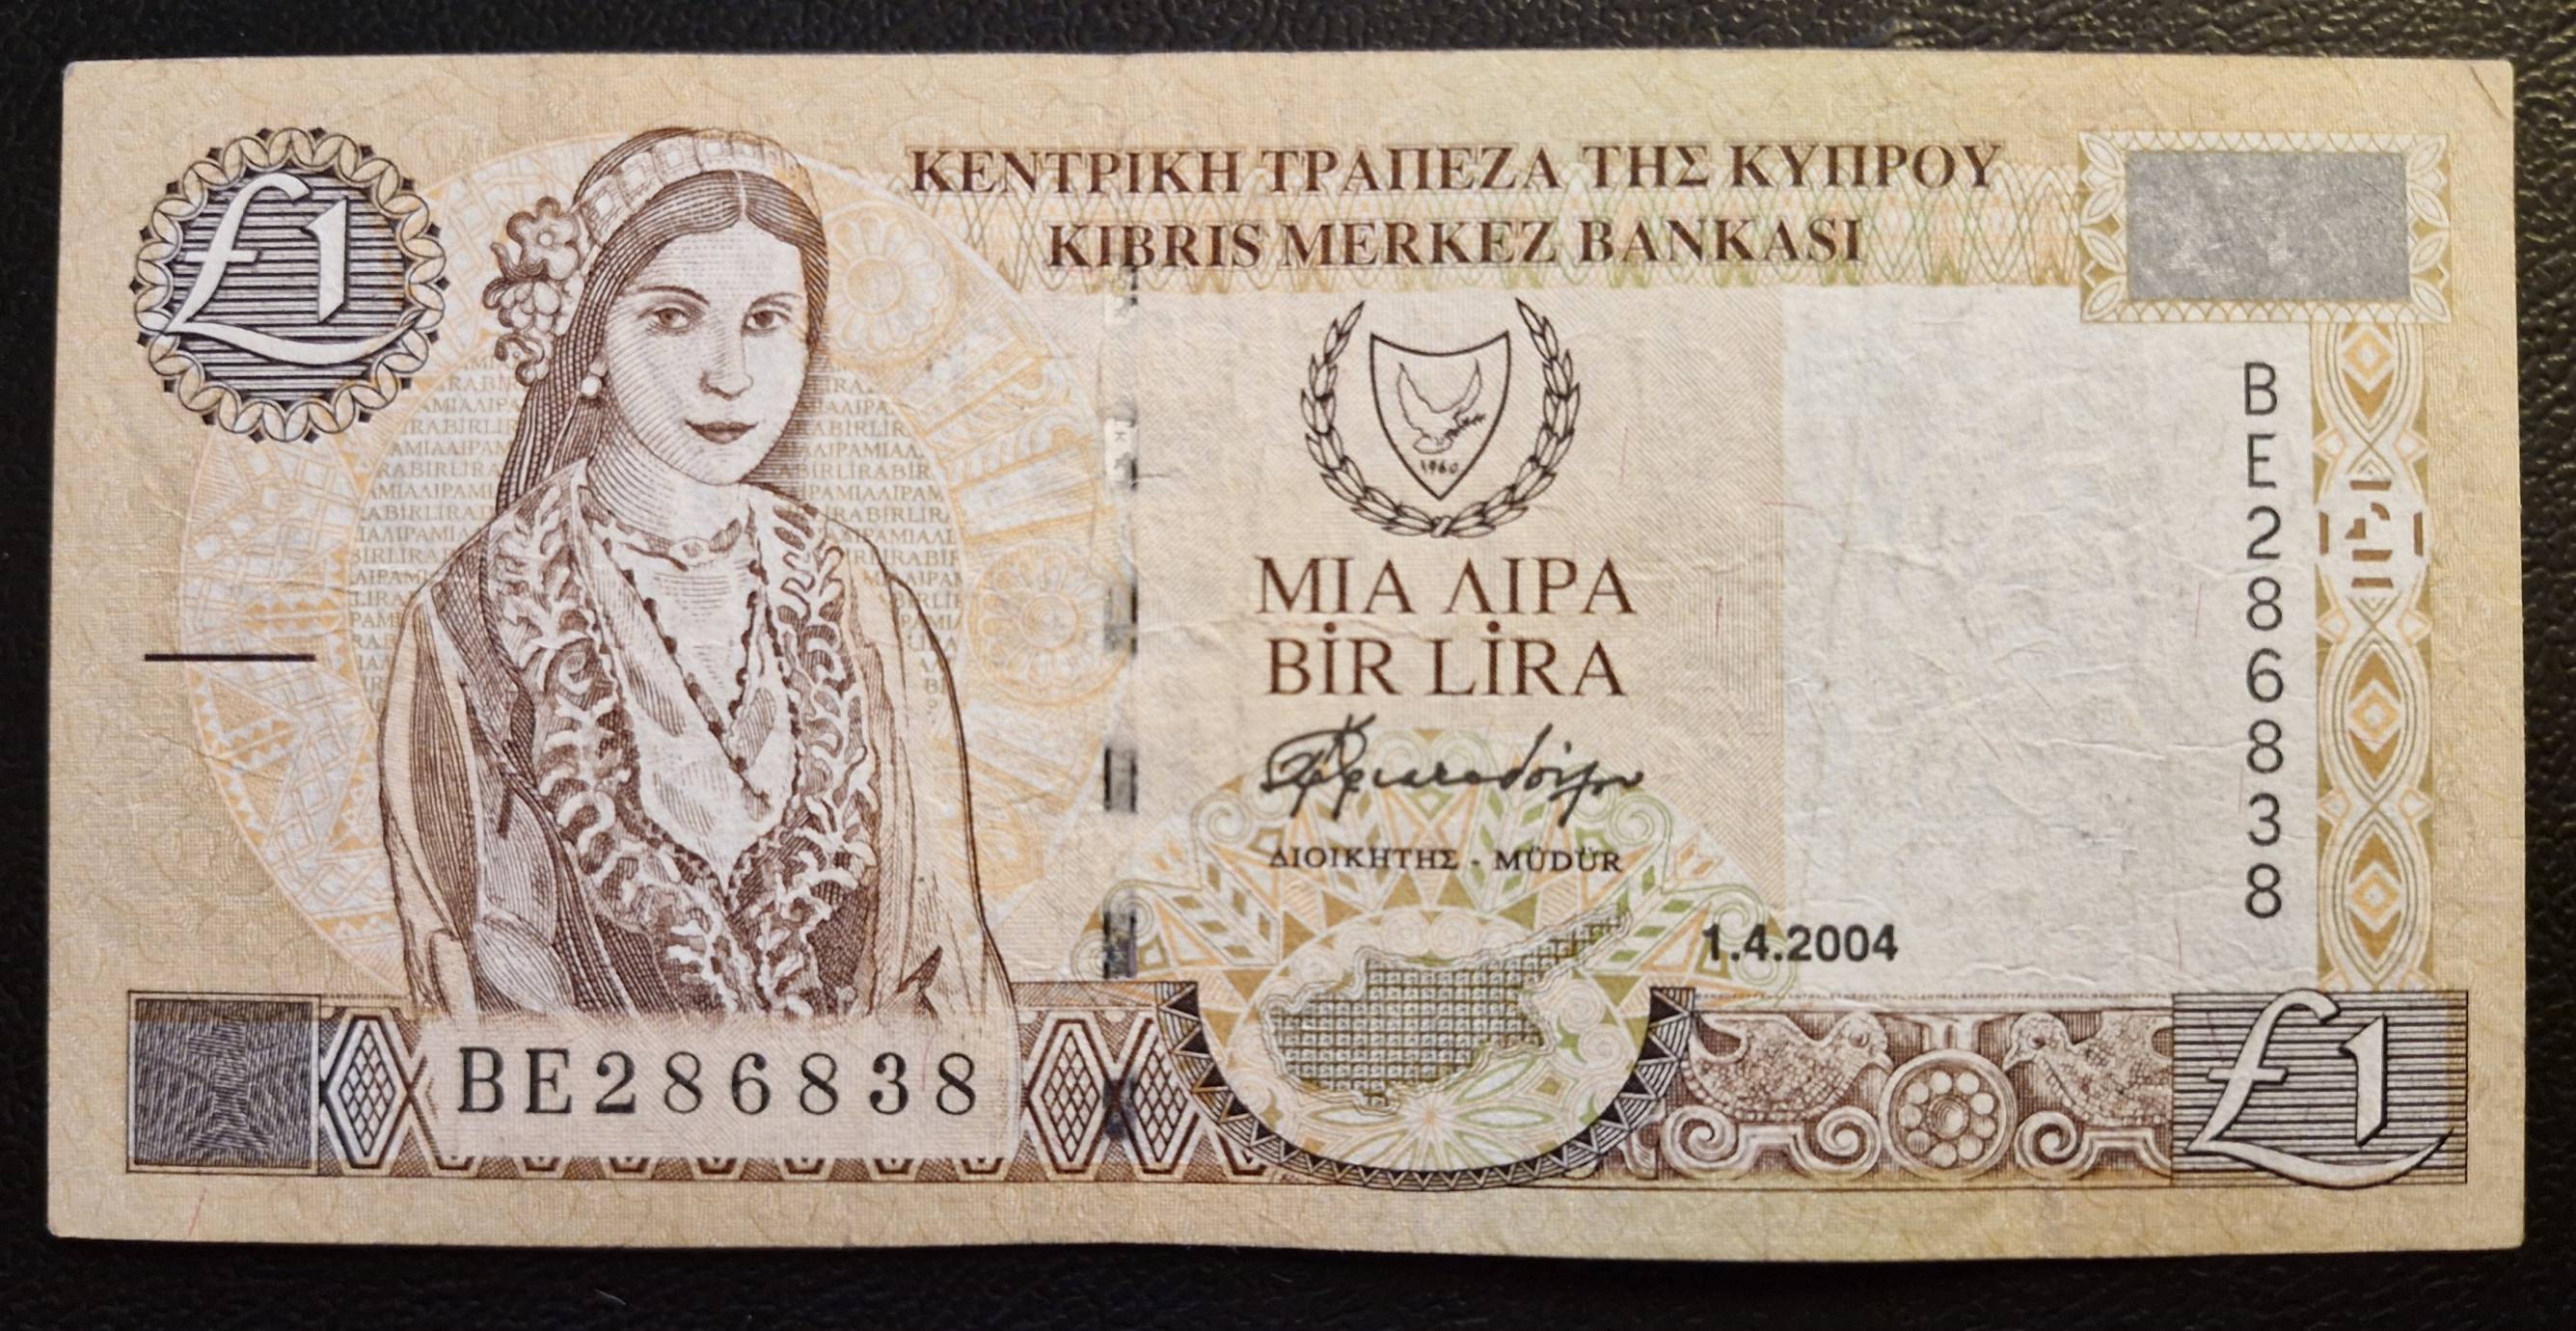 £1
ΚΕΝΤΡΙΚΗ ΤΡΑΠΕΖΑ ΤΗΣ ΚΥΠΡΟΥ
KIBRIS MERKEZ BANKASI
1960
ΜΙΑ ΛΙΡΑ
BİR LİRA
ΔΙΟΙΚΗΤΗΣ - MÜDÜR
1.4.2004
BE286838
BE286838
£1